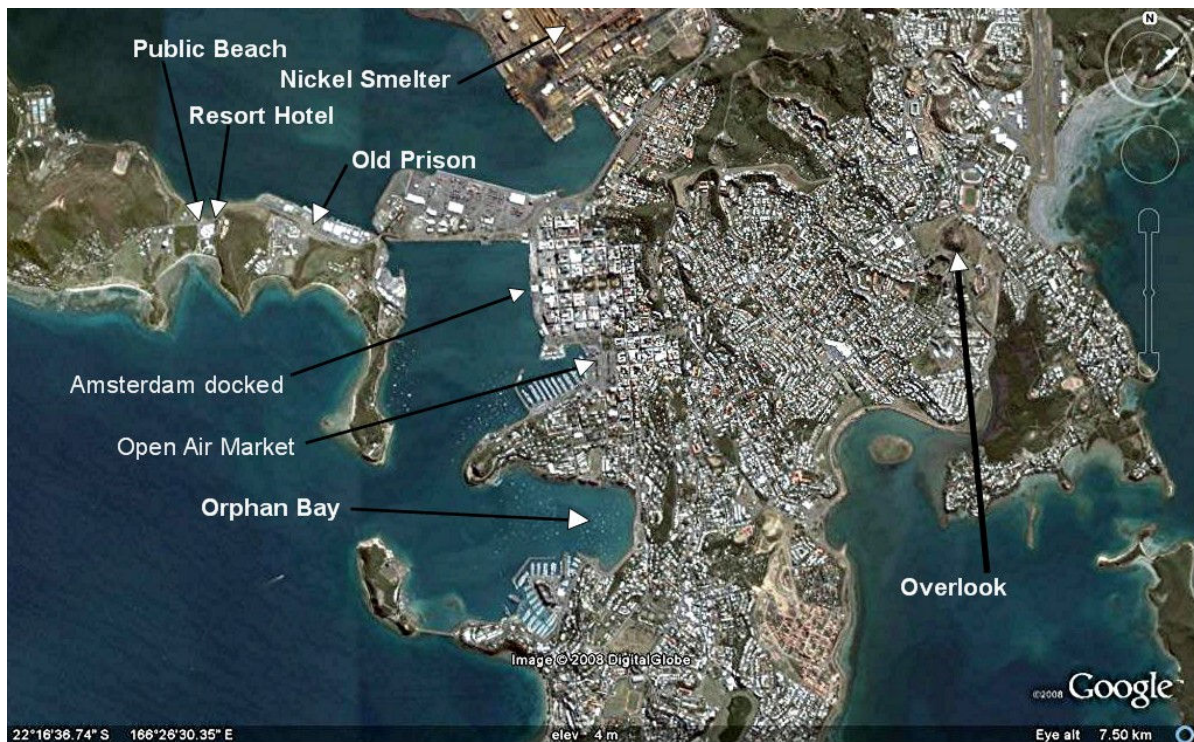 N
Public Beach
Nickel Smelter
Resort Hotel
Old Prison
Amsterdam docked
Open Air Market
Orphan Bay
Overlook
Image © 2008 DigitalGlobe
©2008 Google™
22°16'36.74" S 166°26'30.35" E elev 4 m Eye alt 7.50 km